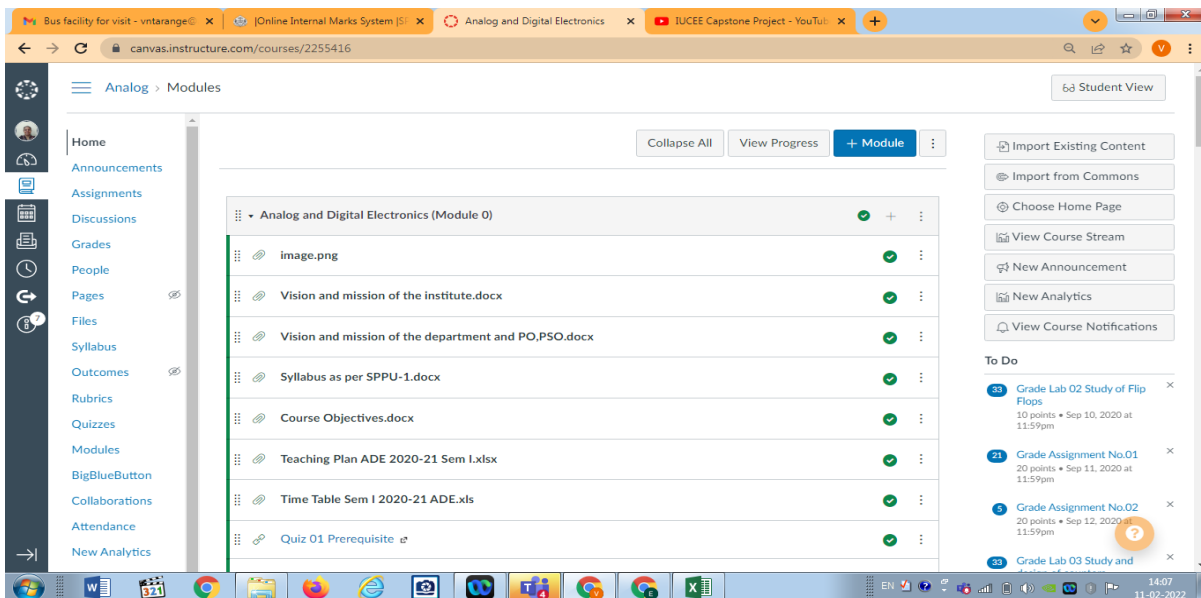 Bus facility for visit - vntarange@
|Online Internal Marks System |S
Analog and Digital Electronics
IUCEE Capstone Project - YouTub
canvas.instructure.com/courses/2255416
V
Analog › Modules
Student View
Home
Announcements
Assignments
Discussions
Grades
People
Pages
Files
Syllabus
Outcomes
Rubrics
Quizzes
Modules
BigBlueButton
Collaborations
Attendance
New Analytics
7
Collapse All
View Progress
+ Module
Analog and Digital Electronics (Module 0)
image.png
Vision and mission of the institute.docx
Vision and mission of the department and PO,PSO.docx
Syllabus as per SPPU-1.docx
Course Objectives.docx
Teaching Plan ADE 2020-21 Sem I.xlsx
Time Table Sem I 2020-21 ADE.xls
Quiz 01 Prerequisite
Import Existing Content
Import from Commons
Choose Home Page
View Course Stream
New Announcement
New Analytics
View Course Notifications
To Do
33 Grade Lab 02 Study of Flip
Flops
10 points • Sep 10, 2020 at
11:59pm
21 Grade Assignment No.01
20 points • Sep 11, 2020 at
11:59pm
5 Grade Assignment No.02
20 points • Sep 12, 2020 at
11:59pm
33 Grade Lab 03 Study and
?
321
EN
14:07
11-02-2022